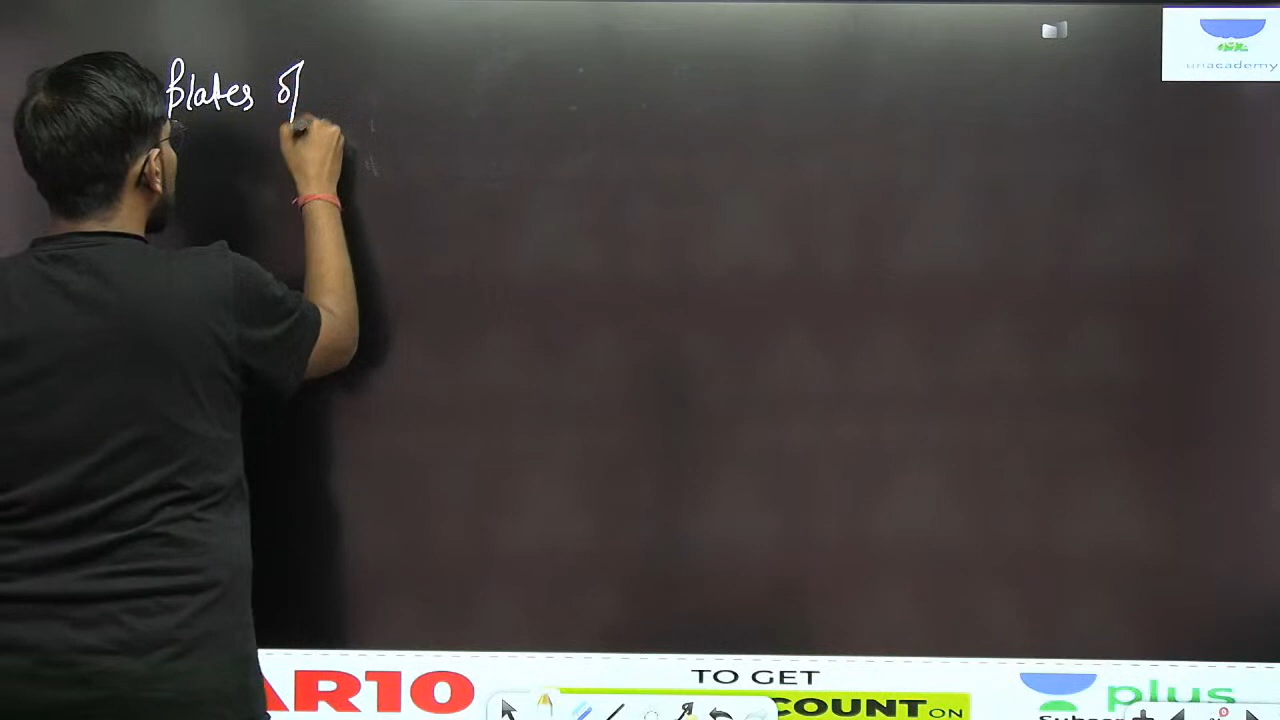 Plates of
unacademy
AR10
TO GET
COUNT ON
plus